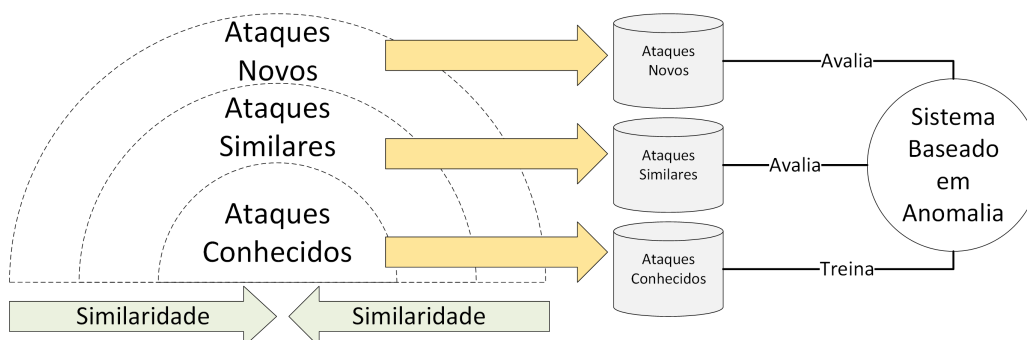 Ataques
Novos
Ataques
Similares
Ataques
Conhecidos
Similaridade
Similaridade
Ataques
Novos
Ataques
Similares
Ataques
Conhecidos
Avalia
Avalia
Treina
Sistema
Baseado
em
Anomalia